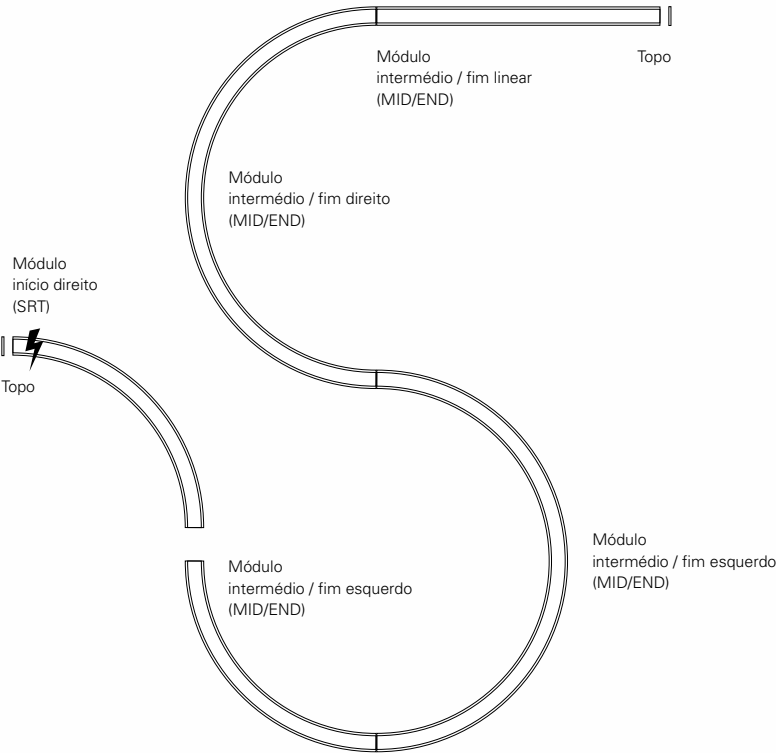 Módulo
intermédio / fim linear
(MID/END)
Topo
Módulo
intermédio / fim direito
(MID/END)
Módulo
início direito
(SRT)
Topo
Módulo
intermédio / fim esquerdo
(MID/END)
Módulo
intermédio / fim esquerdo
(MID/END)